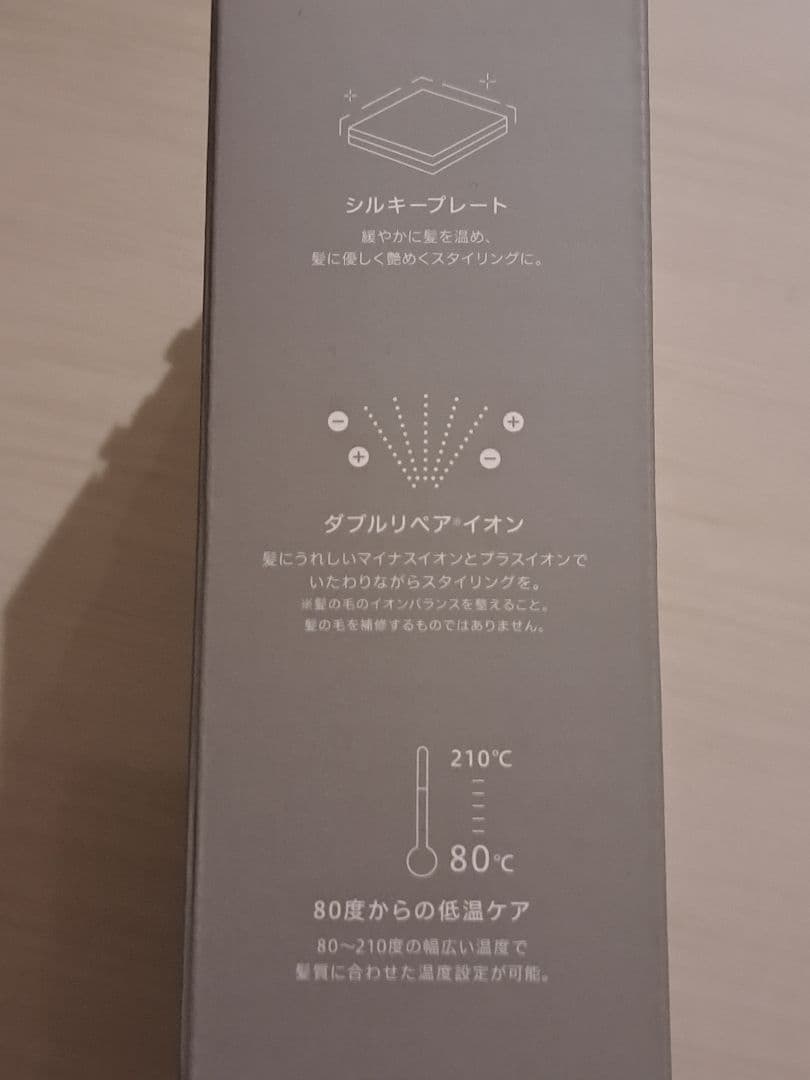 シルキープレート
緩やかに髪を温め、
髪に優しく艶めくスタイリングに。
ダブルリペア®イオン
髪にうれしいマイナスイオンとプラスイオンで
いたわりながらスタイリングを。
※髪の毛のイオンバランスを整えること。
髪の毛を補修するものではありません。
210℃
80℃
80度からの低温ケア
80〜210度の幅広い温度で
髪質に合わせた温度設定が可能。